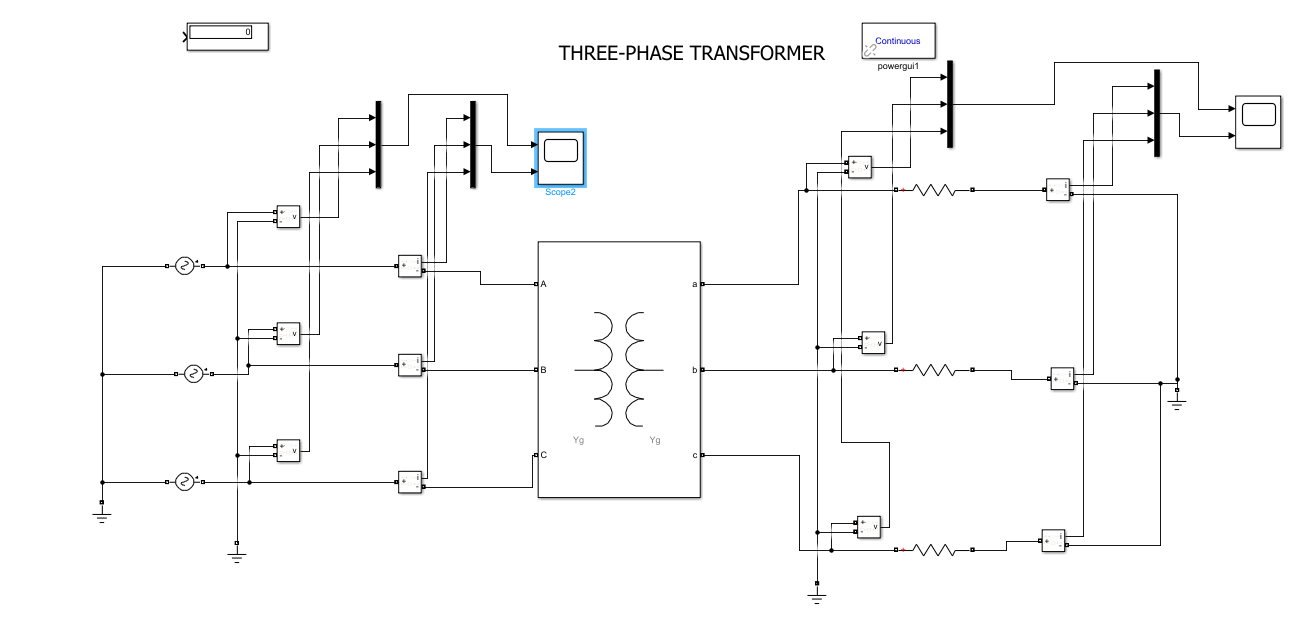 0
THREE-PHASE TRANSFORMER
Continuous
powergui1
Scope2
+
-
v
+
-
v
+
-
v
+
i
-
+
i
-
+
i
-
A
B
C
a
b
c
Yg
Yg
+
-
v
+
-
v
+
-
v
+
+
+
+
i
-
+
i
-
+
i
-